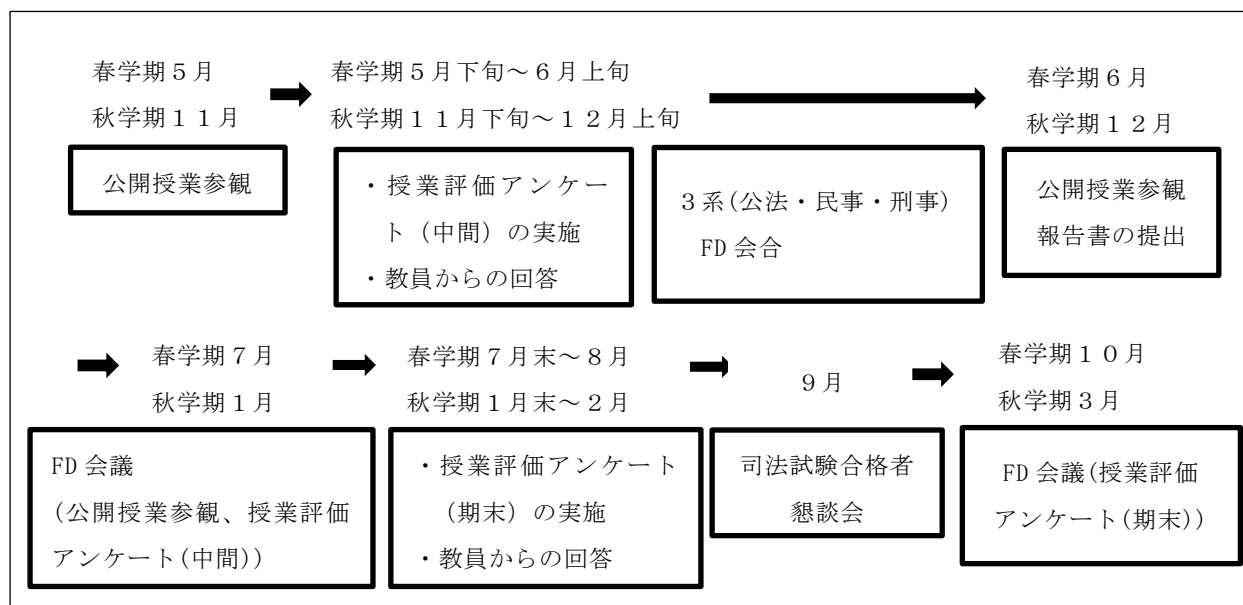 春学期５月
秋学期１１月
公開授業参観
春学期５月下旬～６月上旬
秋学期１１月下旬～１２月上旬
・授業評価アンケー
ト（中間）の実施
・教員からの回答
３系(公法・民事・刑事)
FD会合
春学期６月
秋学期１２月
公開授業参観
報告書の提出
春学期７月
秋学期１月
FD会議
(公開授業参観、授業評価
アンケート(中間))
春学期７月末～８月
秋学期１月末～２月
・授業評価アンケート
（期末）の実施
・教員からの回答
９月
司法試験合格者
懇談会
春学期１０月
秋学期３月
FD会議(授業評価
アンケート(期末))